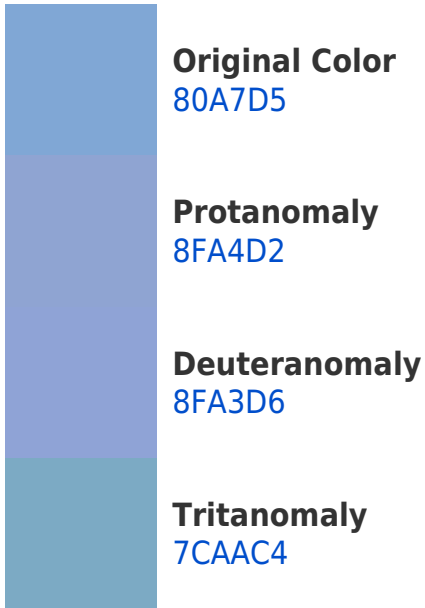 Original Color
80A7D5
Protanomaly
8FA4D2
Deuteranomaly
8FA3D6
Tritanomaly
7CAAC4